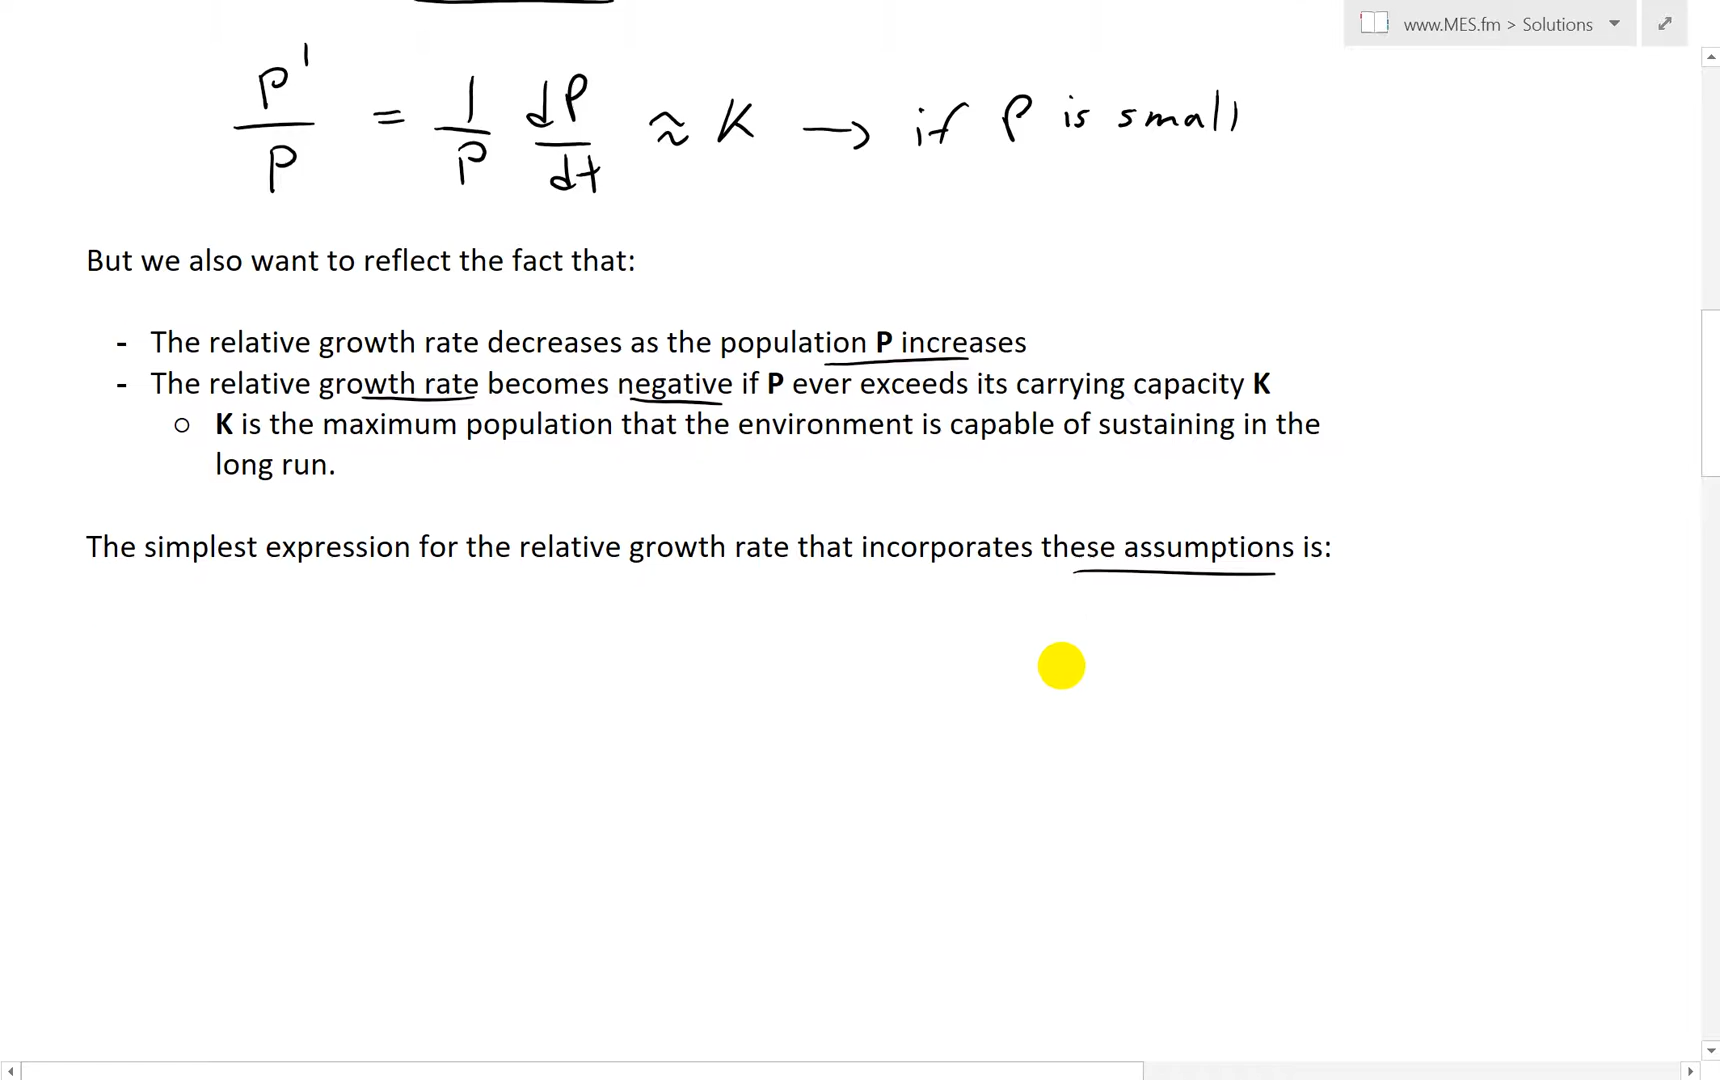 www.MES.fm > Solutions
P'/P = 1/P dP/dt ≈ K → if P is small
But we also want to reflect the fact that:
- The relative growth rate decreases as the population P increases
- The relative growth rate becomes negative if P ever exceeds its carrying capacity K
○ K is the maximum population that the environment is capable of sustaining in the
long run.
The simplest expression for the relative growth rate that incorporates these assumptions is: